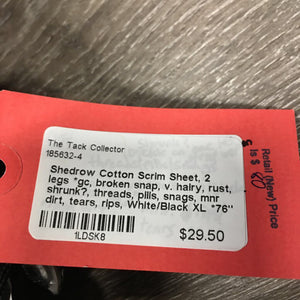 The Tack Collector
185632-4
Shedrow Cotton Scrim Sheet, 2
legs *gc, broken snap, v. hairy, rust,
shrunk?, threads, pills, snags, mnr
dirt, tears, rips, White/Black XL *76"
1LDSK8
$29.50
Retail (New) Price
is $ 80